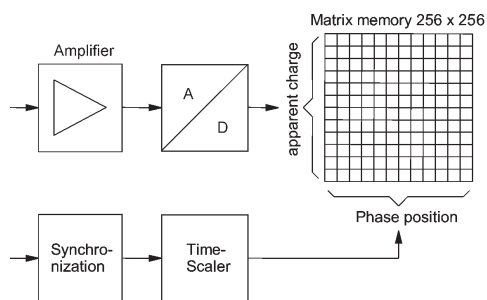 Matrix memory 256 x 256
Amplifier
apparent charge
A
D
Phase position
Synchro-
nization
Time-
Scaler